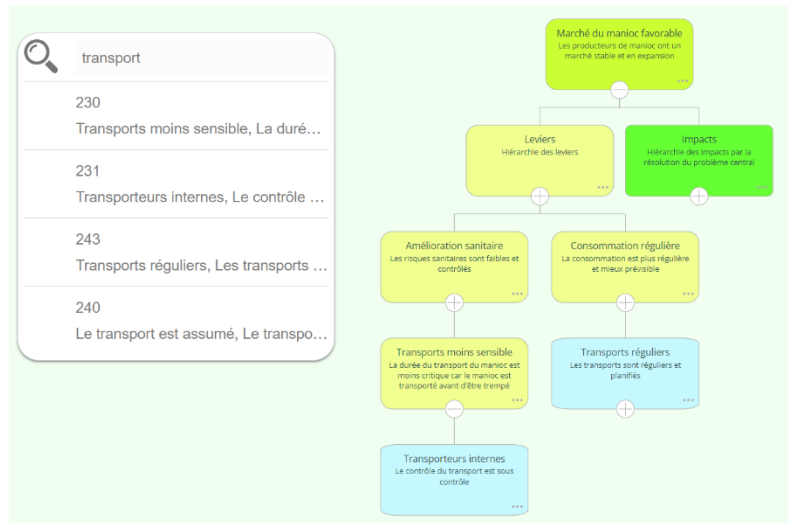 transport
230
Transports moins sensible, La duré…
231
Transporteurs internes, Le contrôle …
243
Transports réguliers, Les transports …
240
Le transport est assumé, Le transpo…
Marché du manioc favorable
Les producteurs de manioc ont un
marché stable et en expansion
Leviers
Hiérarchie des leviers
Impacts
Hiérarchie des impacts par la
résolution du problème central
Amélioration sanitaire
Les risques sanitaires sont faibles et
contrôlés
Consommation régulière
La consommation est plus régulière
et mieux prévisible
Transports moins sensible
La durée du transport du manioc est
moins critique car le manioc est
transporté avant d'être trempé
Transports réguliers
Les transports sont réguliers et
planifiés
Transporteurs internes
Le contrôle du transport est sous
contrôle